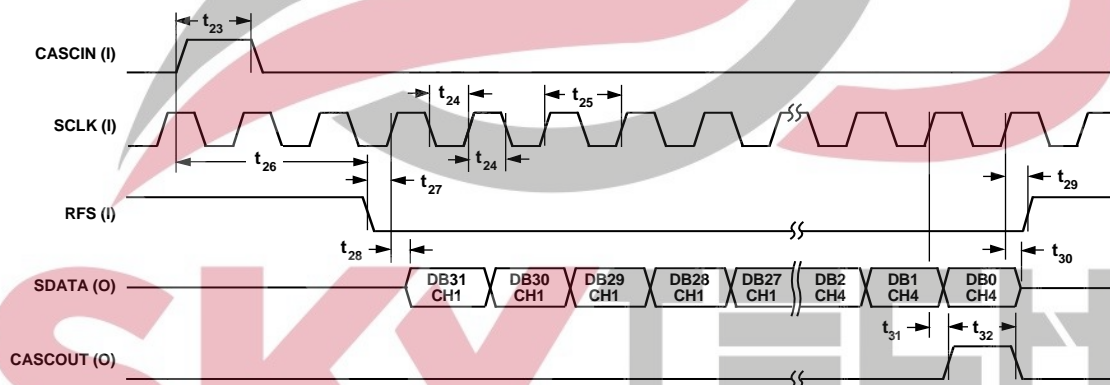 t23
CASCIN (I)
t24
t25
SCLK (I)
t26
t24
t27
t29
RFS (I)
t28
t30
SDATA (O)
DB31 CH1
DB30 CH1
DB29 CH1
DB28 CH1
DB27 CH1
DB2 CH4
DB1 CH4
DB0 CH4
t31
t32
CASCOUT (O)
SKYTECH